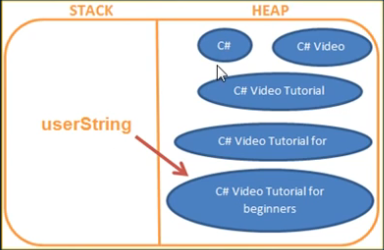 STACK
HEAP
C#
C# Video
C# Video Tutorial
userString
C# Video Tutorial for
C# Video Tutorial for
beginners